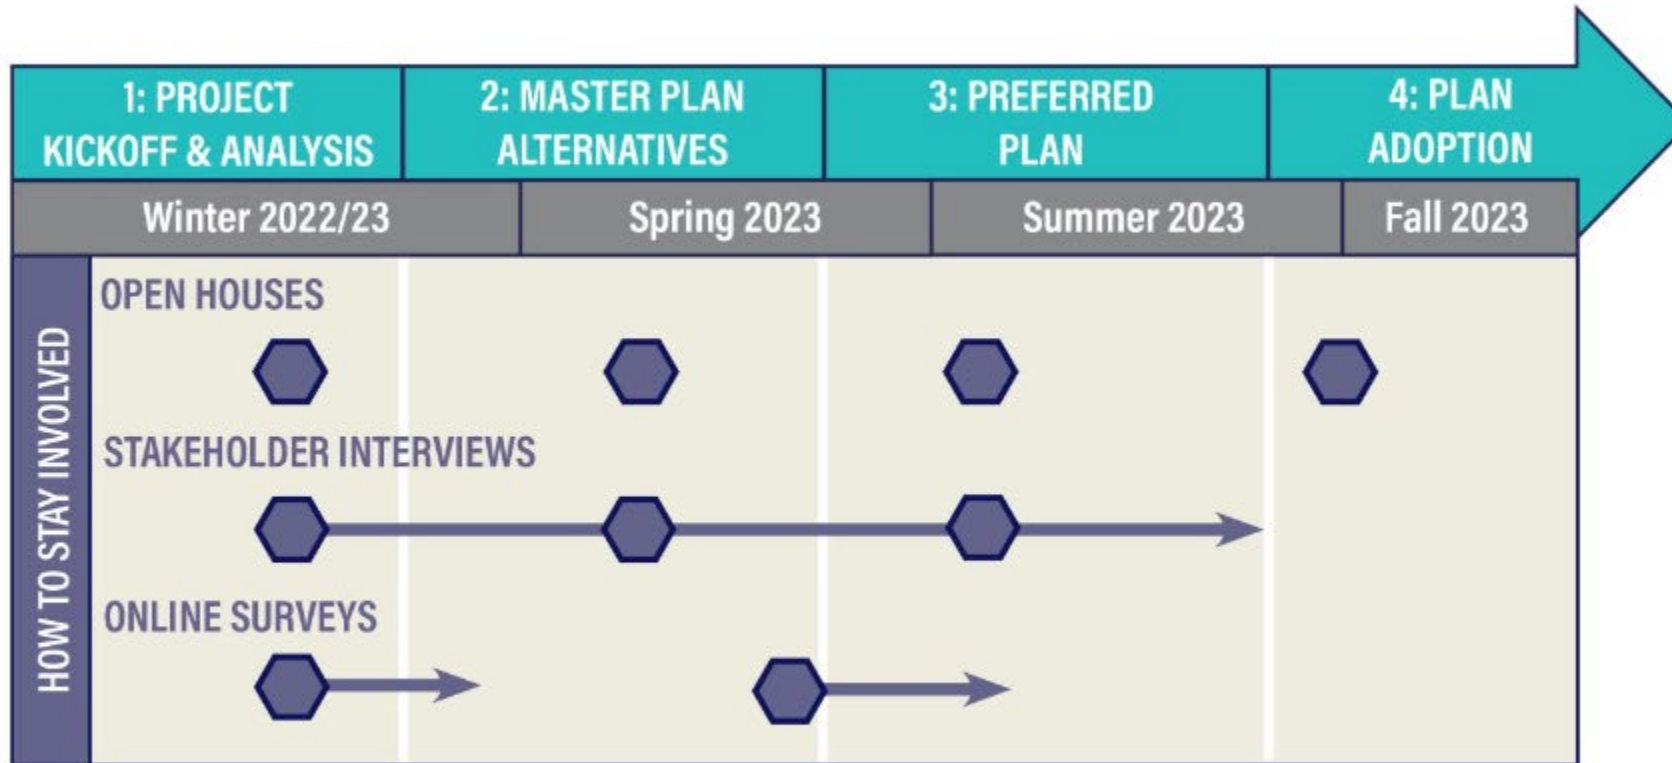 1: PROJECT
KICKOFF & ANALYSIS
2: MASTER PLAN
ALTERNATIVES
3: PREFERRED
PLAN
4: PLAN
ADOPTION
Winter 2022/23
Spring 2023
Summer 2023
Fall 2023
HOW TO STAY INVOLVED
OPEN HOUSES
STAKEHOLDER INTERVIEWS
ONLINE SURVEYS